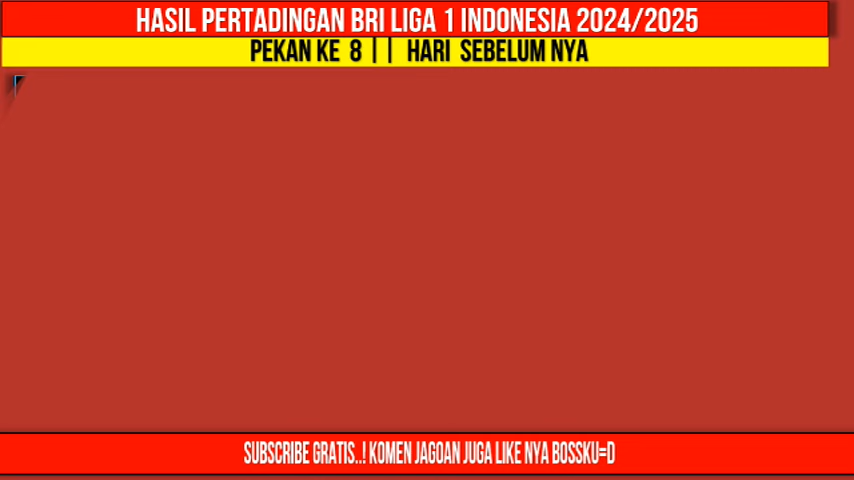 HASIL PERTADINGAN BRI LIGA 1 INDONESIA 2024/2025
PEKAN KE 8 || HARI SEBELUM NYA
SUBSCRIBE GRATIS..! KOMEN JAGOAN JUGA LIKE NYA BOSSKU=D